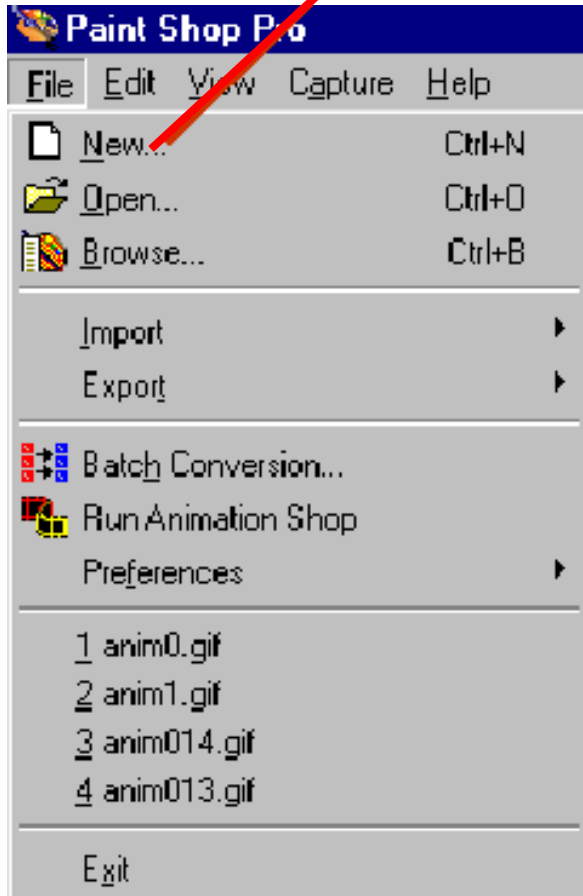 Paint Shop Pro
File Edit View Capture Help
New... Ctrl+N
Open... Ctrl+O
Browse... Ctrl+B
Import
Export
Batch Conversion...
Run Animation Shop
Preferences
1 anim0.gif
2 anim1.gif
3 anim014.gif
4 anim013.gif
Exit